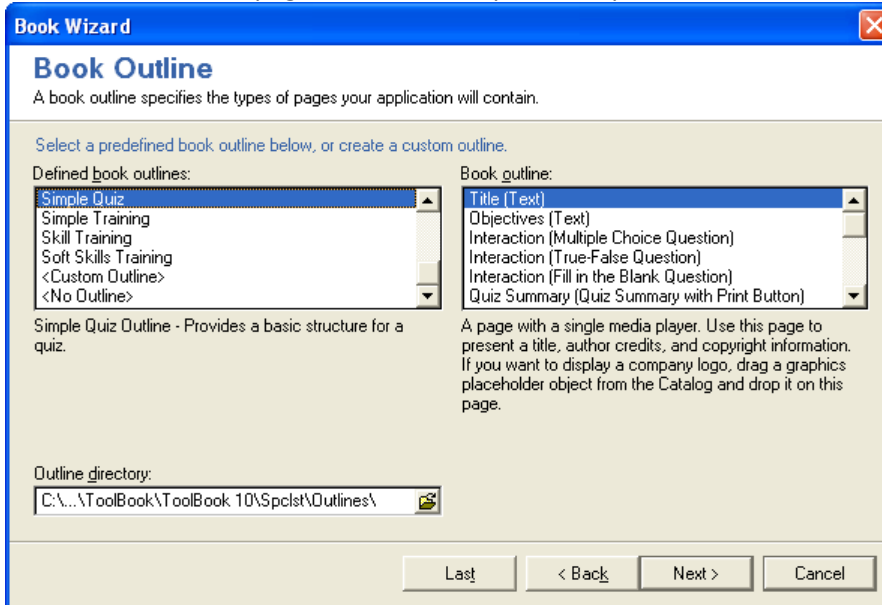 Book Wizard
Book Outline
A book outline specifies the types of pages your application will contain.
Select a predefined book outline below, or create a custom outline.
Defined book outlines:
Simple Quiz
Simple Training
Skill Training
Soft Skills Training
<Custom Outline>
<No Outline>
Simple Quiz Outline - Provides a basic structure for a
quiz.
Book outline:
Title (Text)
Objectives (Text)
Interaction (Multiple Choice Question)
Interaction (True-False Question)
Interaction (Fill in the Blank Question)
Quiz Summary (Quiz Summary with Print Button)
A page with a single media player. Use this page to
present a title, author credits, and copyright information.
If you want to display a company logo, drag a graphics
placeholder object from the Catalog and drop it on this
page.
Outline directory:
C:\...\ToolBook\ToolBook 10\Spclst\Outlines\
Last
< Back
Next >
Cancel